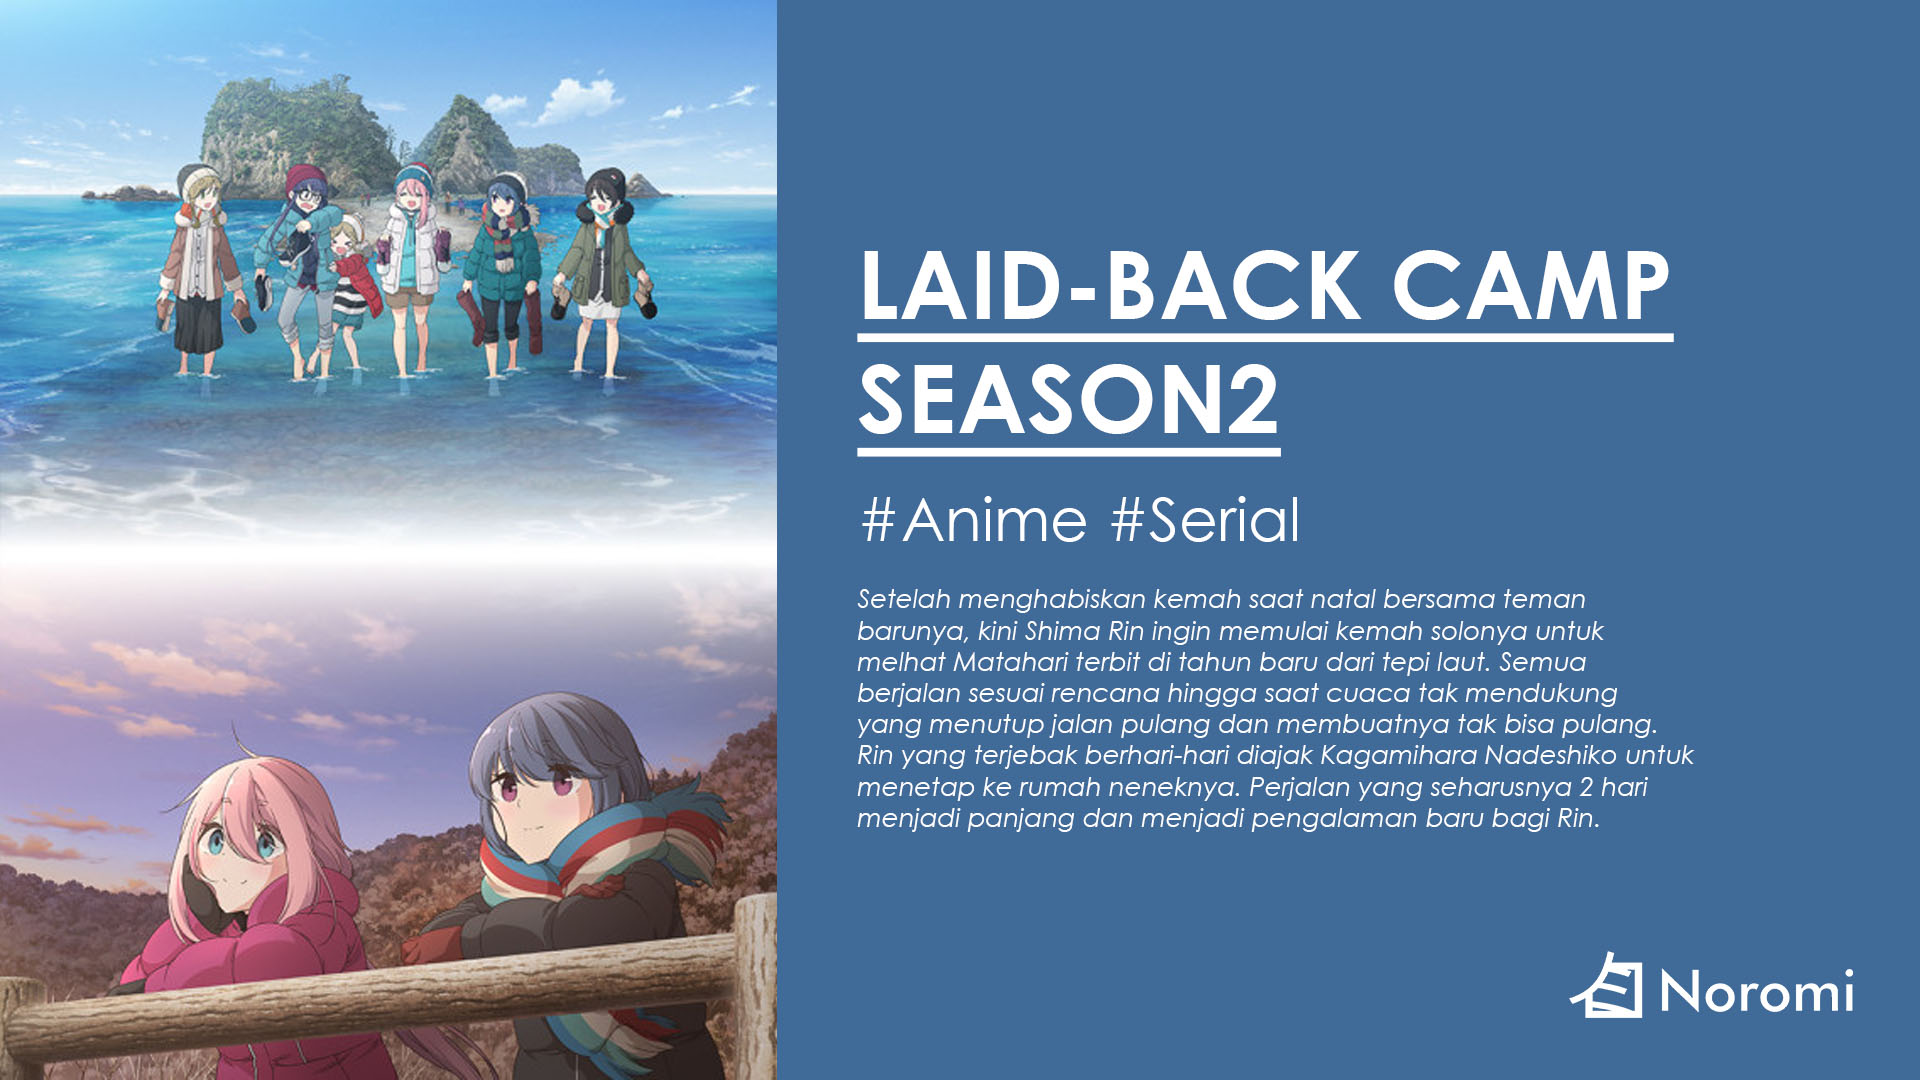 LAID-BACK CAMP
SEASON2
#Anime #Serial
Setelah menghabiskan kemah saat natal bersama teman
barunya, kini Shima Rin ingin memulai kemah solonya untuk
melhat Matahari terbit di tahun baru dari tepi laut. Semua
berjalan sesuai rencana hingga saat cuaca tak mendukung
yang menutup jalan pulang dan membuatnya tak bisa pulang.
Rin yang terjebak berhari-hari diajak Kagamihara Nadeshiko untuk
menetap ke rumah neneknya. Perjalan yang seharusnya 2 hari
menjadi panjang dan menjadi pengalaman baru bagi Rin.
Noromi